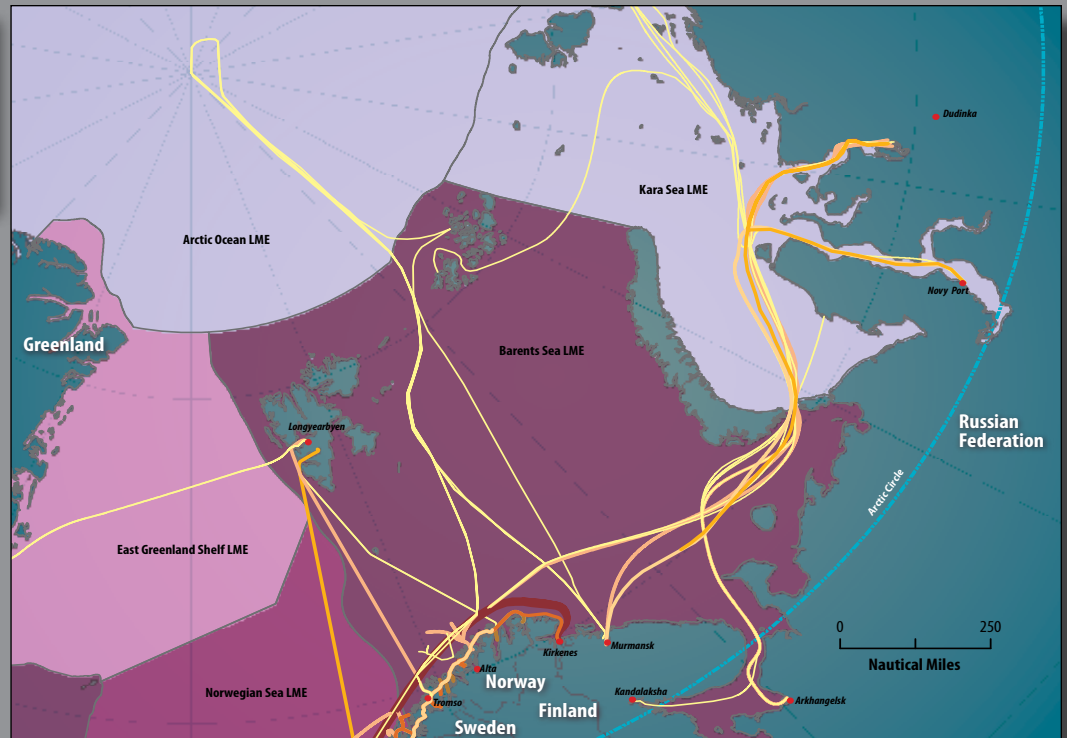 Dudinka
Kara Sea LME
Arctic Ocean LME
Novy Port
Greenland
Barents Sea LME
Longyearbyen
Russian
Federation
Arctic Circle
East Greenland Shelf LME
0 250
Nautical Miles
Kirkenes
Murmansk
Alta
Norway
Norwegian Sea LME
Kandalaksha
Tromso
Arkhangelsk
Finland
Sweden